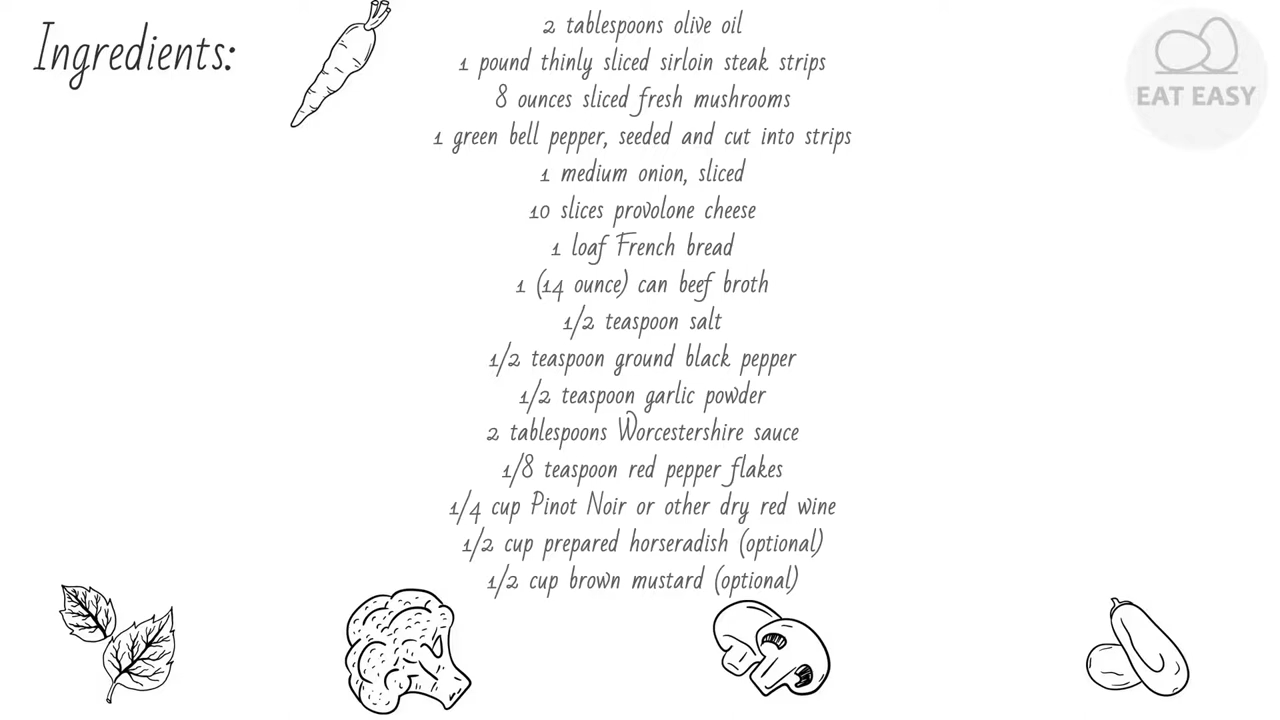 Ingredients:
2 tablespoons olive oil
1 pound thinly sliced sirloin steak strips
8 ounces sliced fresh mushrooms
1 green bell pepper, seeded and cut into strips
1 medium onion, sliced
10 slices provolone cheese
1 loaf French bread
1 (14 ounce) can beef broth
1/2 teaspoon salt
1/2 teaspoon ground black pepper
1/2 teaspoon garlic powder
2 tablespoons Worcestershire sauce
1/8 teaspoon red pepper flakes
1/4 cup Pinot Noir or other dry red wine
1/2 cup prepared horseradish (optional)
1/2 cup brown mustard (optional)
EAT EASY